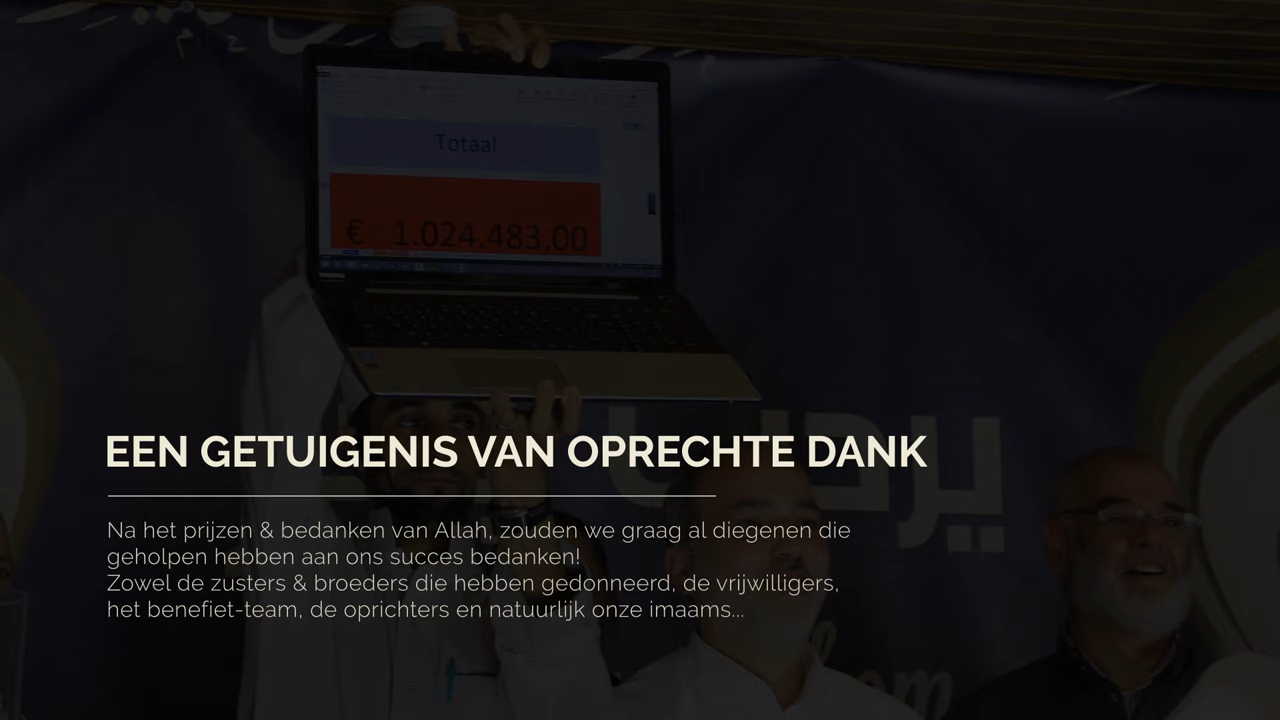 Totaal
€ 1.024.483,00
EEN GETUIGENIS VAN OPRECHTE DANK
Na het prijzen & bedanken van Allah, zouden we graag al diegenen die
geholpen hebben aan ons succes bedanken!
Zowel de zusters & broeders die hebben gedonneerd, de vrijwilligers,
het benefiet-team, de oprichters en natuurlijk onze imaams...